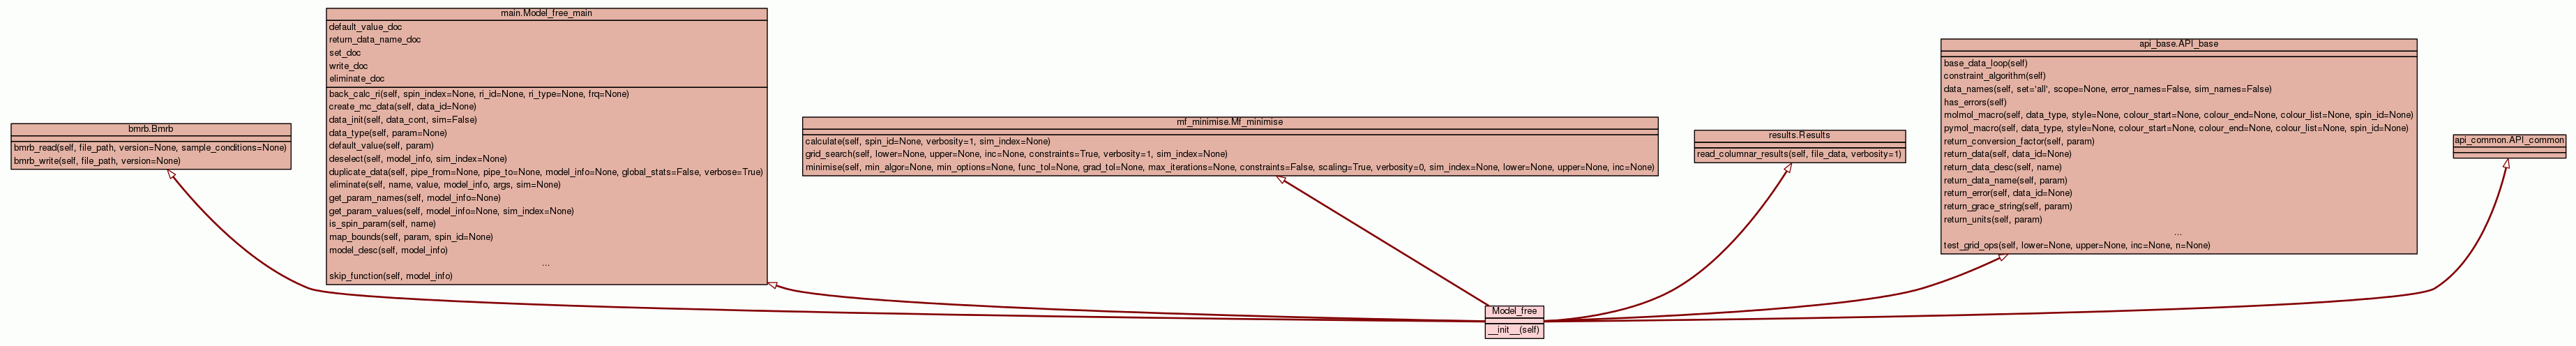 bmrb.Bmrb
bmrb_read(self, file_path, version=None, sample_conditions=None)
bmrb_write(self, file_path, version=None)
main.Model_free_main
default_value_doc
return_data_name_doc
set_doc
write_doc
eliminate_doc
back_calc_ri(self, spin_index=None, ri_id=None, ri_type=None, frq=None)
create_mc_data(self, data_id=None)
data_init(self, data_cont, sim=False)
data_type(self, param=None)
default_value(self, param)
deselect(self, model_info, sim_index=None)
duplicate_data(self, pipe_from=None, pipe_to=None, model_info=None, global_stats=False, verbose=True)
eliminate(self, name, value, model_info, args, sim=None)
get_param_names(self, model_info=None)
get_param_values(self, model_info=None, sim_index=None)
is_spin_param(self, name)
map_bounds(self, param, spin_id=None)
model_desc(self, model_info)
...
skip_function(self, model_info)
mf_minimise.Mf_minimise
calculate(self, spin_id=None, verbosity=1, sim_index=None)
grid_search(self, lower=None, upper=None, inc=None, constraints=True, verbosity=1, sim_index=None)
minimise(self, min_algor=None, min_options=None, func_tol=None, grad_tol=None, max_iterations=None, constraints=False, scaling=True, verbosity=0, sim_index=None, lower=None, upper=None, inc=None)
results.Results
read_columnar_results(self, file_data, verbosity=1)
api_base.API_base
base_data_loop(self)
constraint_algorithm(self)
data_names(self, set='all', scope=None, error_names=False, sim_names=False)
has_errors(self)
molmol_macro(self, data_type, style=None, colour_start=None, colour_end=None, colour_list=None, spin_id=None)
pymol_macro(self, data_type, style=None, colour_start=None, colour_end=None, colour_list=None, spin_id=None)
return_conversion_factor(self, param)
return_data(self, data_id=None)
return_data_desc(self, name)
return_data_name(self, param)
return_error(self, data_id=None)
return_grace_string(self, param)
return_units(self, param)
...
test_grid_ops(self, lower=None, upper=None, inc=None, n=None)
api_common.API_common
Model_free
__init__(self)